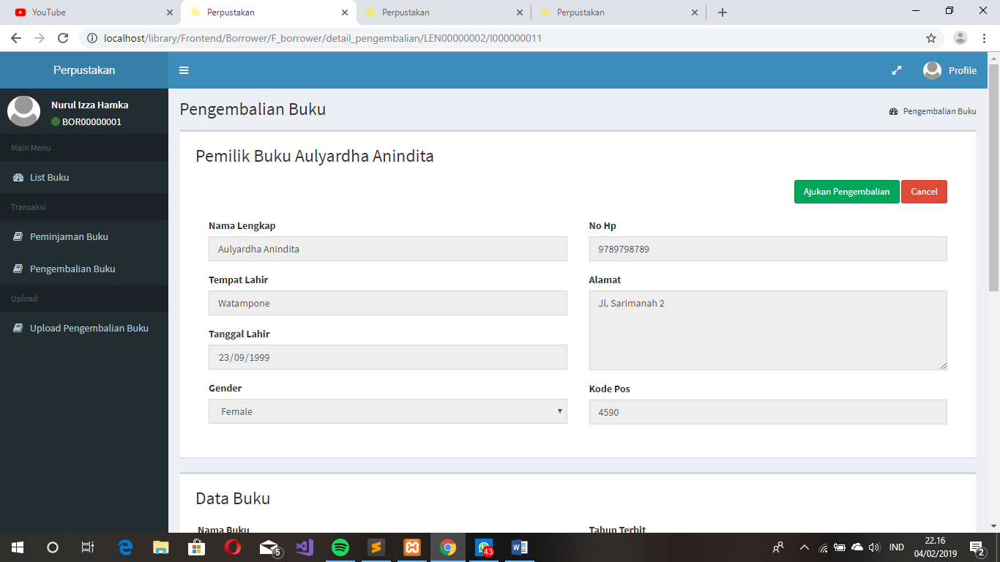 YouTube
Perpustakan
Perpustakan
Perpustakan
localhost/library/Frontend/Borrower/F_borrower/detail_pengembalian/LEN00000002/I000000011
Perpustakan
Profile
Nurul Izza Hamka
BOR00000001
Main Menu
List Buku
Transaksi
Peminjaman Buku
Pengembalian Buku
Upload
Upload Pengembalian Buku
Pengembalian Buku
Pengembalian Buku
Pemilik Buku Aulyardha Anindita
Ajukan Pengembalian
Cancel
Nama Lengkap
Aulyardha Anindita
Tempat Lahir
Watampone
Tanggal Lahir
23/09/1999
Gender
Female
No Hp
9789798789
Alamat
Jl. Sarimanah 2
Kode Pos
4590
Data Buku
Nama Buku
Tahun Terbit
5
43
IND
22.16
04/02/2019
2